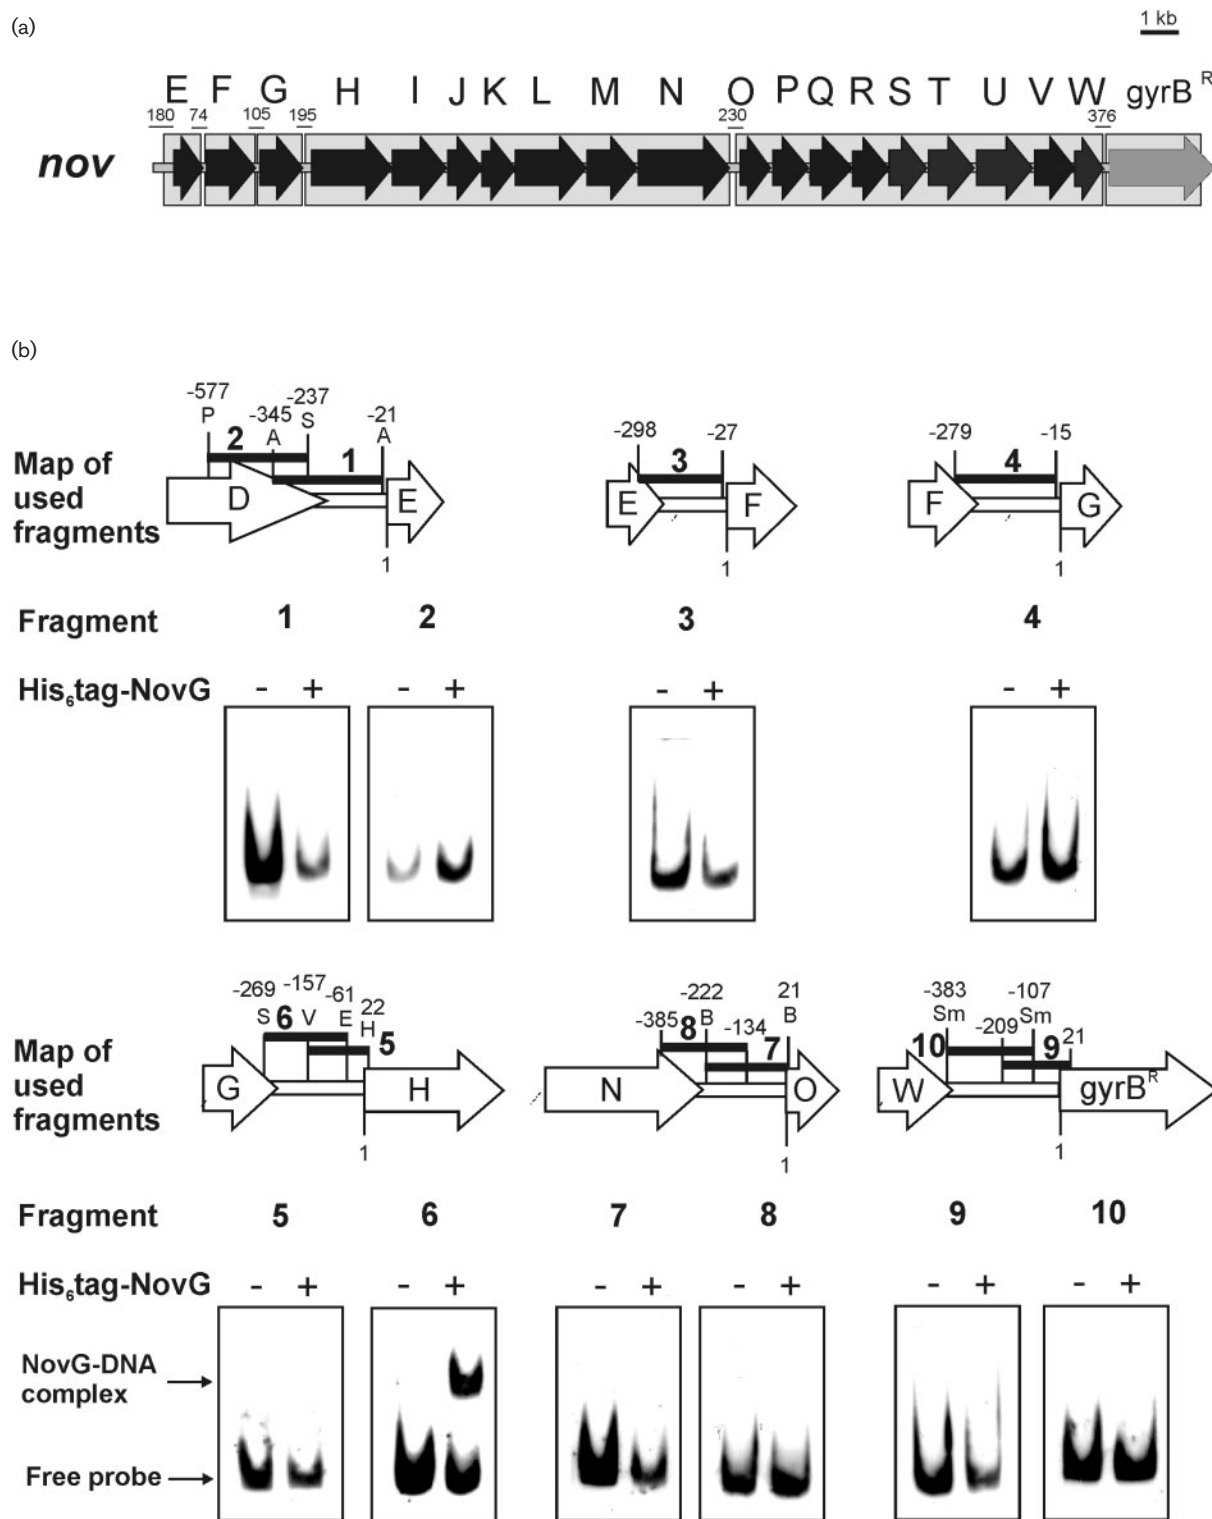 (a)
1 kb
E F G H I J K L M N O P Q R S T U V W gyrB R
180 74 105 195 230 376
nov
(b)
-577 -345 -237 -21
P A S A
2 1
D E
1
-298 -27
3
E F
1
-279 -15
4
F G
1
Map of
used
fragments
Fragment 1 2 3 4
His6tag-NovG - + - + - + - +
-269 -157 -61 22
S 6 V E H 5
G H
1
-385 -222 -134 21
8 B 7 B
N O
1
-383 -209 -107 21
Sm Sm
10 9
W gyrB R
1
Map of
used
fragments
Fragment 5 6 7 8 9 10
His6tag-NovG - + - + - + - + - + - +
NovG-DNA
complex
Free probe